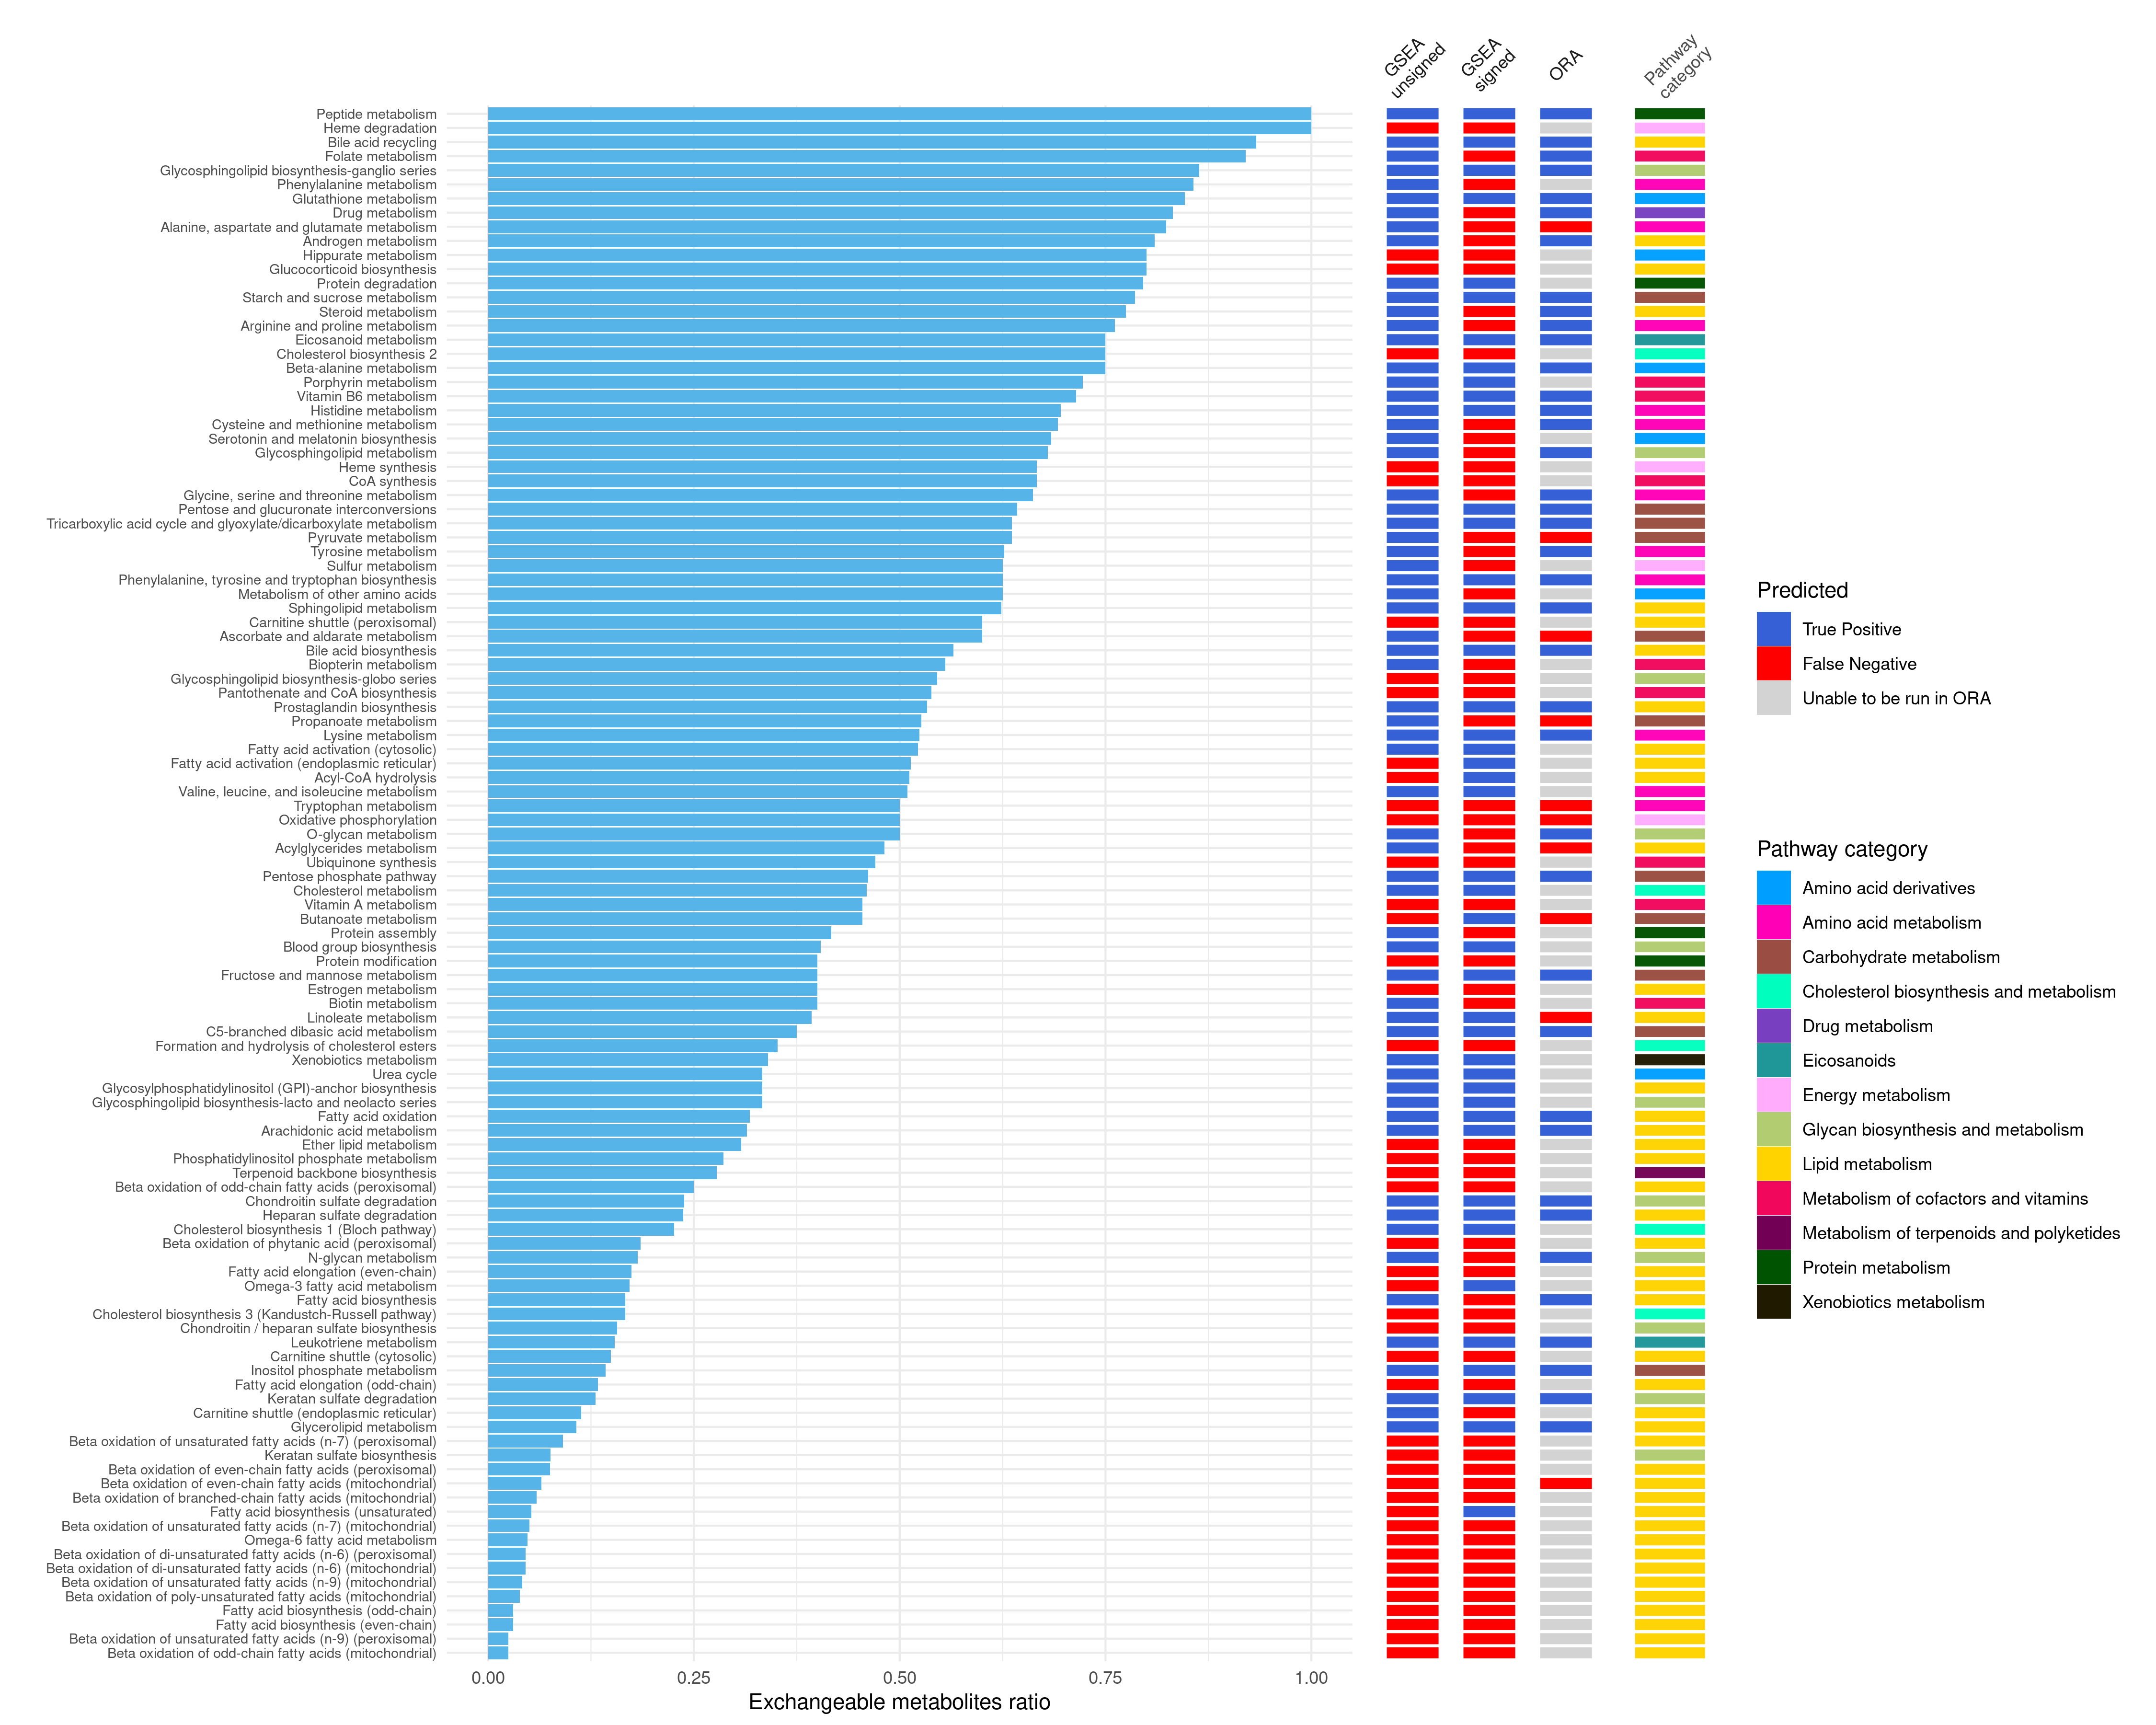 GSEA
unsigned
GSEA
signed
ORA
Pathway
category
Peptide metabolism
Heme degradation
Bile acid recycling
Folate metabolism
Glycosphingolipid biosynthesis-ganglio series
Phenylalanine metabolism
Glutathione metabolism
Drug metabolism
Alanine, aspartate and glutamate metabolism
Androgen metabolism
Hippurate metabolism
Glucocorticoid biosynthesis
Protein degradation
Starch and sucrose metabolism
Steroid metabolism
Arginine and proline metabolism
Eicosanoid metabolism
Cholesterol biosynthesis 2
Beta-alanine metabolism
Porphyrin metabolism
Vitamin B6 metabolism
Histidine metabolism
Cysteine and methionine metabolism
Serotonin and melatonin biosynthesis
Glycosphingolipid metabolism
Heme synthesis
CoA synthesis
Glycine, serine and threonine metabolism
Pentose and glucuronate interconversions
Tricarboxylic acid cycle and glyoxylate/dicarboxylate metabolism
Pyruvate metabolism
Tyrosine metabolism
Sulfur metabolism
Phenylalanine, tyrosine and tryptophan biosynthesis
Metabolism of other amino acids
Sphingolipid metabolism
Carnitine shuttle (peroxisomal)
Ascorbate and aldarate metabolism
Bile acid biosynthesis
Biopterin metabolism
Glycosphingolipid biosynthesis-globo series
Pantothenate and CoA biosynthesis
Prostaglandin biosynthesis
Propanoate metabolism
Lysine metabolism
Fatty acid activation (cytosolic)
Fatty acid activation (endoplasmic reticular)
Acyl-CoA hydrolysis
Valine, leucine, and isoleucine metabolism
Tryptophan metabolism
Oxidative phosphorylation
O-glycan metabolism
Acylglycerides metabolism
Ubiquinone synthesis
Pentose phosphate pathway
Cholesterol metabolism
Vitamin A metabolism
Butanoate metabolism
Protein assembly
Blood group biosynthesis
Protein modification
Fructose and mannose metabolism
Estrogen metabolism
Biotin metabolism
Linoleate metabolism
C5-branched dibasic acid metabolism
Formation and hydrolysis of cholesterol esters
Xenobiotics metabolism
Urea cycle
Glycosylphosphatidylinositol (GPI)-anchor biosynthesis
Glycosphingolipid biosynthesis-lacto and neolacto series
Fatty acid oxidation
Arachidonic acid metabolism
Ether lipid metabolism
Phosphatidylinositol phosphate metabolism
Terpenoid backbone biosynthesis
Beta oxidation of odd-chain fatty acids (peroxisomal)
Chondroitin sulfate degradation
Heparan sulfate degradation
Cholesterol biosynthesis 1 (Bloch pathway)
Beta oxidation of phytanic acid (peroxisomal)
N-glycan metabolism
Fatty acid elongation (even-chain)
Omega-3 fatty acid metabolism
Fatty acid biosynthesis
Cholesterol biosynthesis 3 (Kandustch-Russell pathway)
Chondroitin / heparan sulfate biosynthesis
Leukotriene metabolism
Carnitine shuttle (cytosolic)
Inositol phosphate metabolism
Fatty acid elongation (odd-chain)
Keratan sulfate degradation
Carnitine shuttle (endoplasmic reticular)
Glycerolipid metabolism
Beta oxidation of unsaturated fatty acids (n-7) (peroxisomal)
Keratan sulfate biosynthesis
Beta oxidation of even-chain fatty acids (peroxisomal)
Beta oxidation of even-chain fatty acids (mitochondrial)
Beta oxidation of branched-chain fatty acids (mitochondrial)
Fatty acid biosynthesis (unsaturated)
Beta oxidation of unsaturated fatty acids (n-7) (mitochondrial)
Omega-6 fatty acid metabolism
Beta oxidation of di-unsaturated fatty acids (n-6) (peroxisomal)
Beta oxidation of di-unsaturated fatty acids (n-6) (mitochondrial)
Beta oxidation of unsaturated fatty acids (n-9) (mitochondrial)
Beta oxidation of poly-unsaturated fatty acids (mitochondrial)
Fatty acid biosynthesis (odd-chain)
Fatty acid biosynthesis (even-chain)
Beta oxidation of unsaturated fatty acids (n-9) (peroxisomal)
Beta oxidation of odd-chain fatty acids (mitochondrial)
0.00 0.25 0.50 0.75 1.00
Exchangeable metabolites ratio
Predicted
True Positive
False Negative
Unable to be run in ORA
Pathway category
Amino acid derivatives
Amino acid metabolism
Carbohydrate metabolism
Cholesterol biosynthesis and metabolism
Drug metabolism
Eicosanoids
Energy metabolism
Glycan biosynthesis and metabolism
Lipid metabolism
Metabolism of cofactors and vitamins
Metabolism of terpenoids and polyketides
Protein metabolism
Xenobiotics metabolism